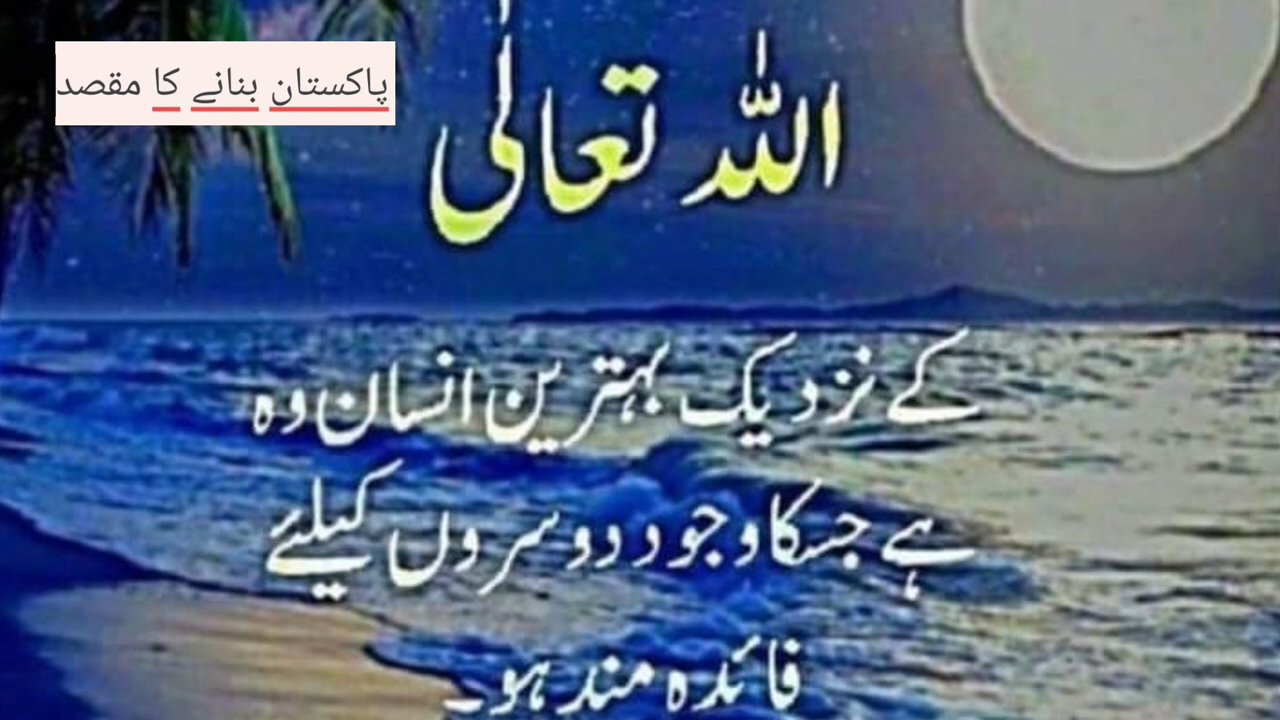 پاکستان بنانے کا مقصد
اللہ تعالٰی
کے نزدیک بہترین انسان وہ
ہے جسکا وجود دوسروں کیلئے
فائدہ مند ہو۔